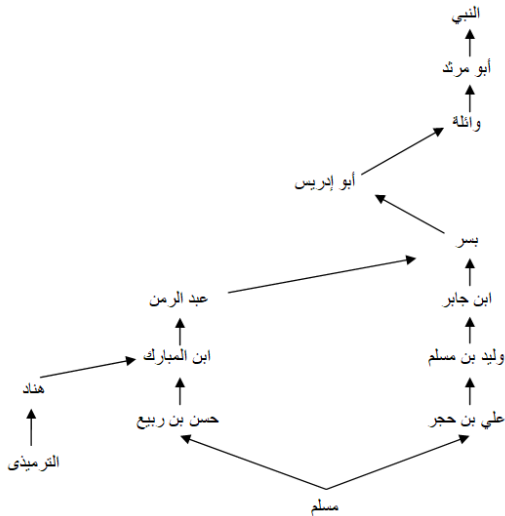 النبي
أبو مرثد
وائلة
أبو إدريس
بسر
عبد الرمن
ابن جابر
ابن المبارك
وليد بن مسلم
هناد
حسن بن ربيع
علي بن حجر
الترميذى
مسلم